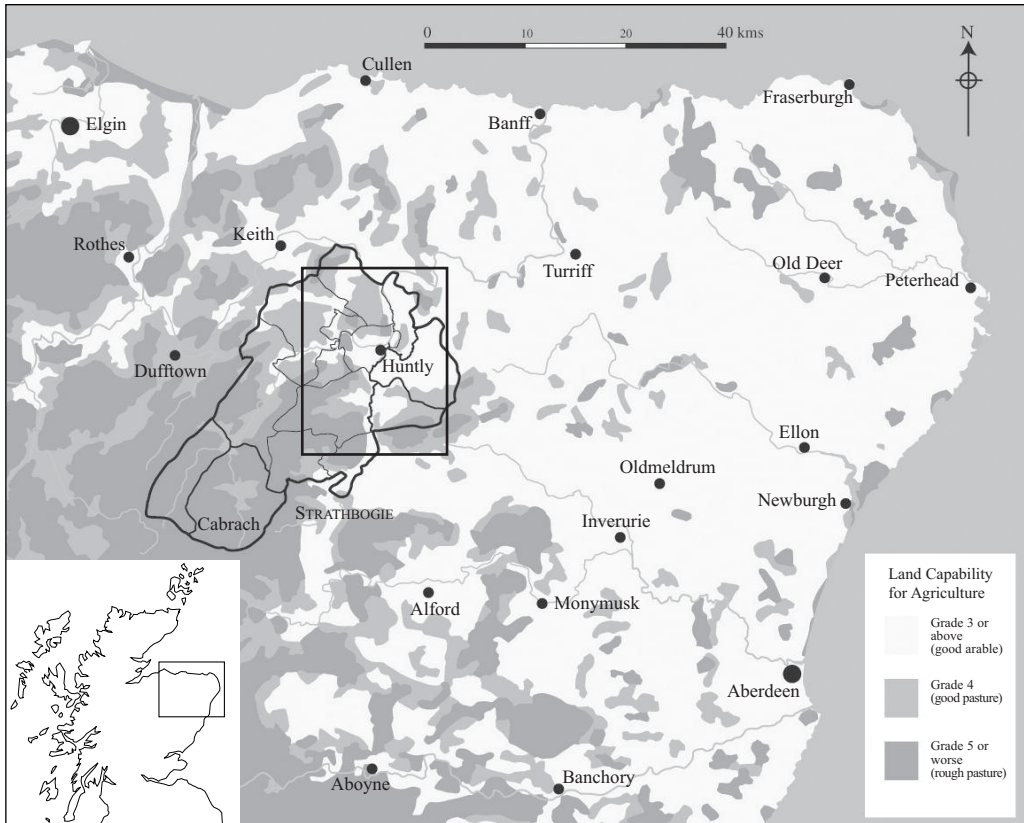 0 10 20 40 kms
N
Cullen
Fraserburgh
Banff
Elgin
Keith
Rothes
Turriff
Old Deer
Peterhead
Dufftown
Huntly
Ellon
Oldmeldrum
Newburgh
STRATHBOGIE
Cabrach
Inverurie
Alford
Monymusk
Aberdeen
Aboyne
Banchory
Land Capability
for Agriculture
Grade 3 or
above
(good arable)
Grade 4
(good pasture)
Grade 5 or
worse
(rough pasture)